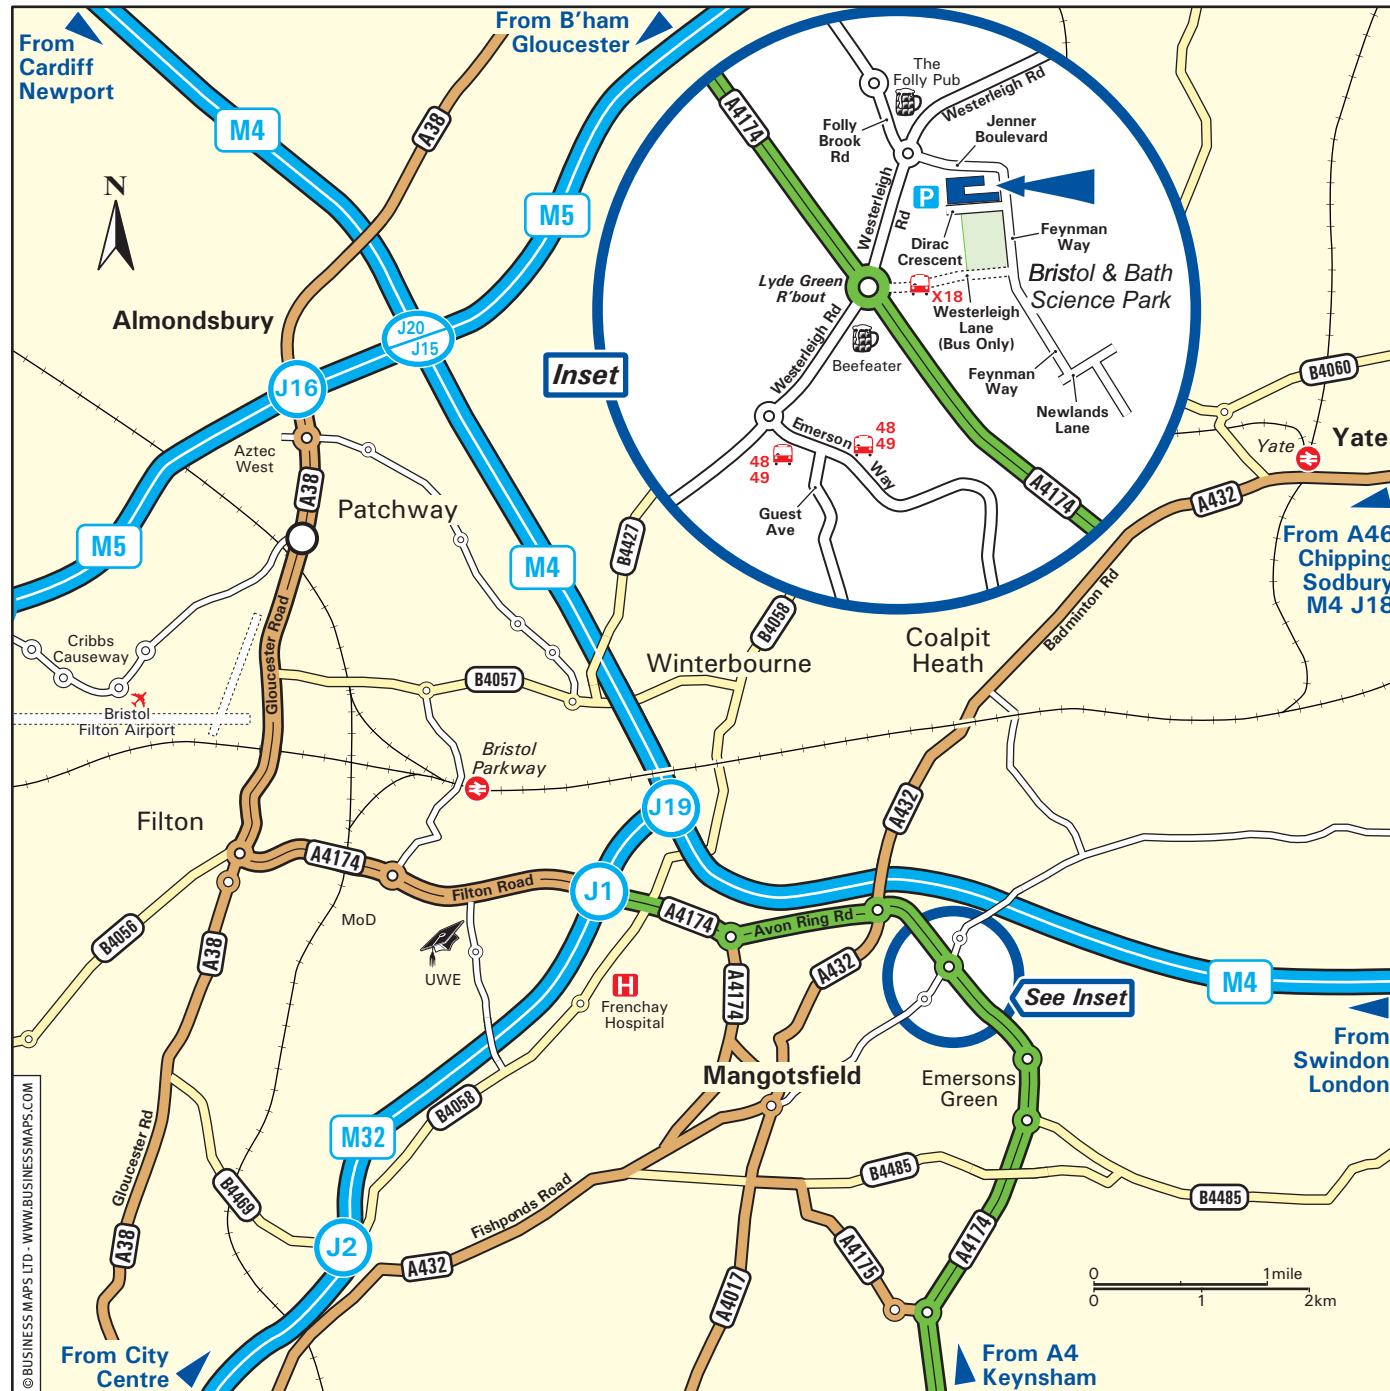 From
Cardiff
Newport
From B'ham
Gloucester
M4
A38
N
M5
Almondsbury
J20
J15
J16
Aztec
West
A38
Patchway
M5
M4
Inset
The
Folly Pub
Westerleigh Rd
A4174
Folly
Brook
Rd
Jenner
Boulevard
P
Westerleigh
Rd
Dirac
Crescent
Feynman
Way
Lyde Green
R'bout
Bristol & Bath
Science Park
X18
Westerleigh
Lane
(Bus Only)
Westerleigh Rd
Beefeater
Feynman
Way
Newlands
Lane
Emerson
Way
48
49
48
49
Guest
Ave
A4174
B4060
Yate
Yate
A432
From A46
Chipping
Sodbury
M4 J18
B4427
B4058
Badminton Rd
Coalpit
Heath
Winterbourne
Cribbs
Causeway
Gloucester Road
B4057
Bristol
Filton Airport
Bristol
Parkway
J19
A432
Filton
A4174
Filton Road
J1
A4174
Avon Ring Rd
MoD
UWE
B4056
A38
H
Frenchay
Hospital
A4174
A432
See Inset
M4
From
Swindon
London
Mangotsfield
Emersons
Green
B4058
M32
Gloucester Rd
B4469
J2
A38
Fishponds Road
A432
B4485
B4485
A4174
A4175
A4017
0
1mile
0
1
2km
From City
Centre
From A4
Keynsham
© BUSINESS MAPS LTD - WWW.BUSINESSMAPS.COM